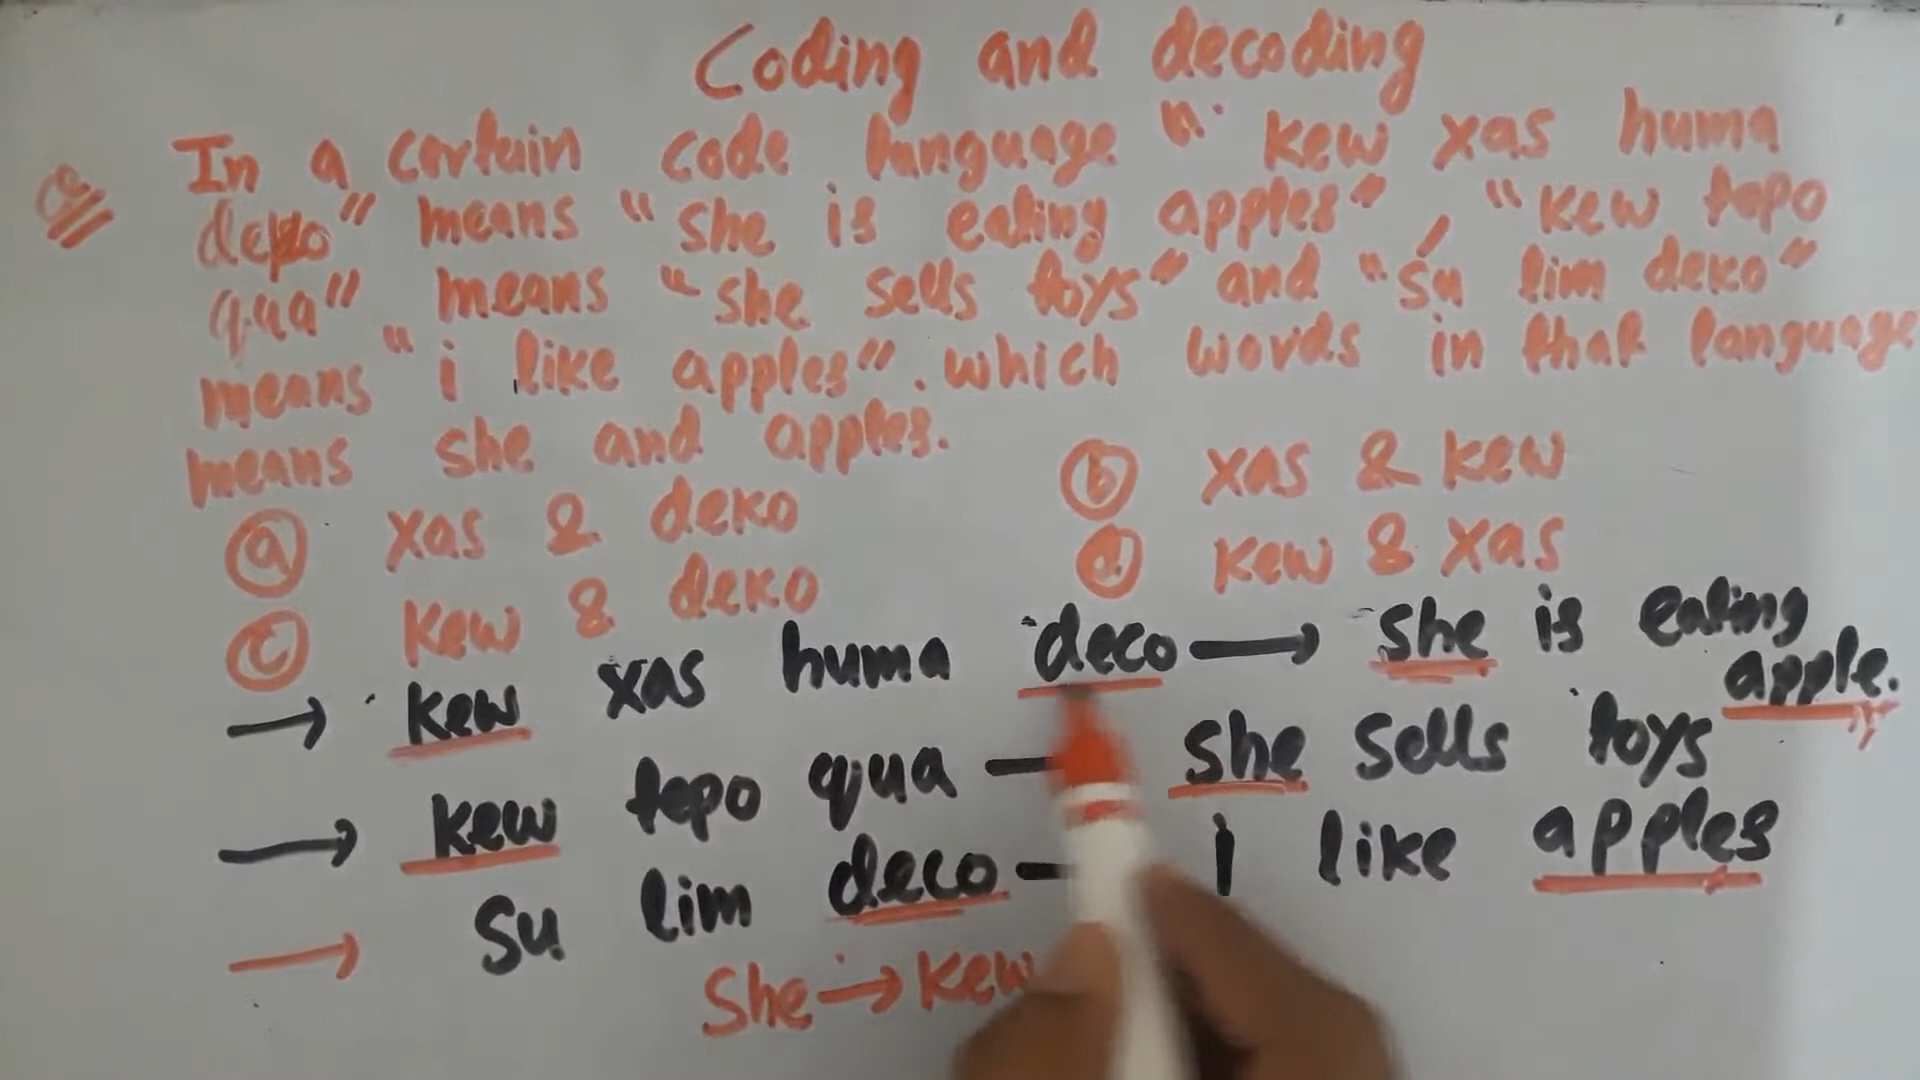 Coding and decoding
Q In a certain code language "kew xas huma
deko" means "she is eating apples", "kew tepo
qua" means "she sells toys" and "su lim deko"
means "i like apples". which words in that language
means she and apples.
(a) xas & deko (b) xas & kew
(c) kew & deko (d) kew & xas
→ kew xas huma deco → she is eating
apple.
→ kew tepo qua — she sells toys
→ Su lim deco — i like apples
She → kew